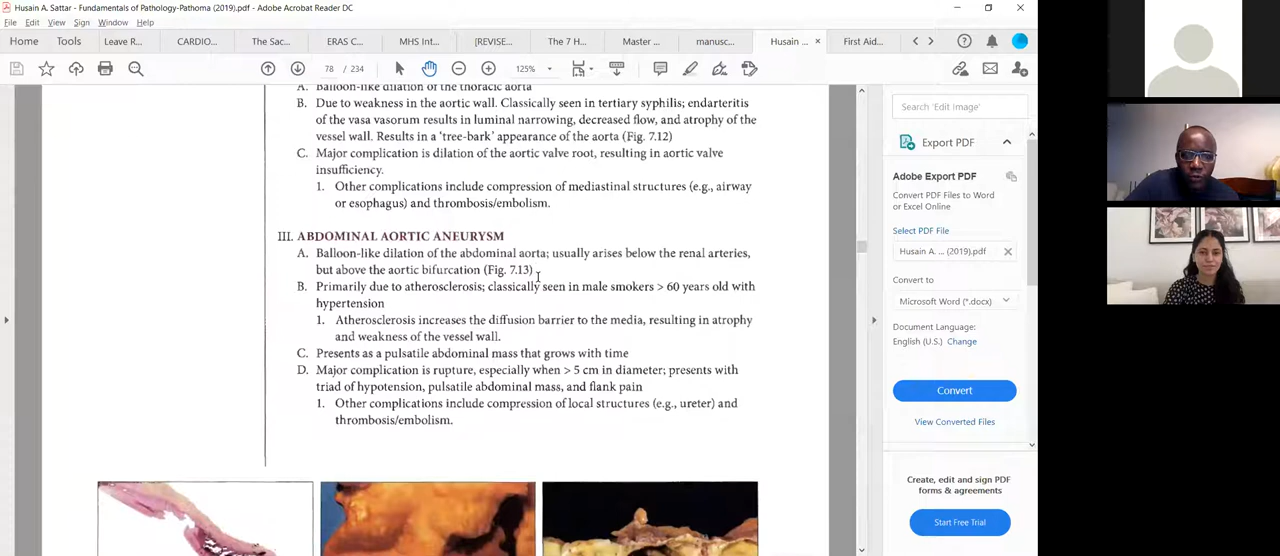 Husain A. Sattar - Fundamentals of Pathology-Pathoma (2019).pdf - Adobe Acrobat Reader DC
File Edit View Sign Window Help
Home Tools Leave R... CARDIO... The Sac... ERAS C... MHS Int... [REVISE... The 7 H... Master ... manusc... Husain ... × First Aid...
78 / 234 125%
A. Balloon-like dilation of the thoracic aorta
B. Due to weakness in the aortic wall. Classically seen in tertiary syphilis; endarteritis
of the vasa vasorum results in luminal narrowing, decreased flow, and atrophy of the
vessel wall. Results in a 'tree-bark' appearance of the aorta (Fig. 7.12)
C. Major complication is dilation of the aortic valve root, resulting in aortic valve
insufficiency.
1. Other complications include compression of mediastinal structures (e.g., airway
or esophagus) and thrombosis/embolism.
III. ABDOMINAL AORTIC ANEURYSM
A. Balloon-like dilation of the abdominal aorta; usually arises below the renal arteries,
but above the aortic bifurcation (Fig. 7.13)
B. Primarily due to atherosclerosis; classically seen in male smokers > 60 years old with
hypertension
1. Atherosclerosis increases the diffusion barrier to the media, resulting in atrophy
and weakness of the vessel wall.
C. Presents as a pulsatile abdominal mass that grows with time
D. Major complication is rupture, especially when > 5 cm in diameter; presents with
triad of hypotension, pulsatile abdominal mass, and flank pain
1. Other complications include compression of local structures (e.g., ureter) and
thrombosis/embolism.
Search 'Edit Image'
Export PDF
Adobe Export PDF
Convert PDF Files to Word
or Excel Online
Select PDF File
Husain A. ... (2019).pdf
Convert to
Microsoft Word (*.docx)
Document Language:
English (U.S.) Change
Convert
View Converted Files
Create, edit and sign PDF
forms & agreements
Start Free Trial